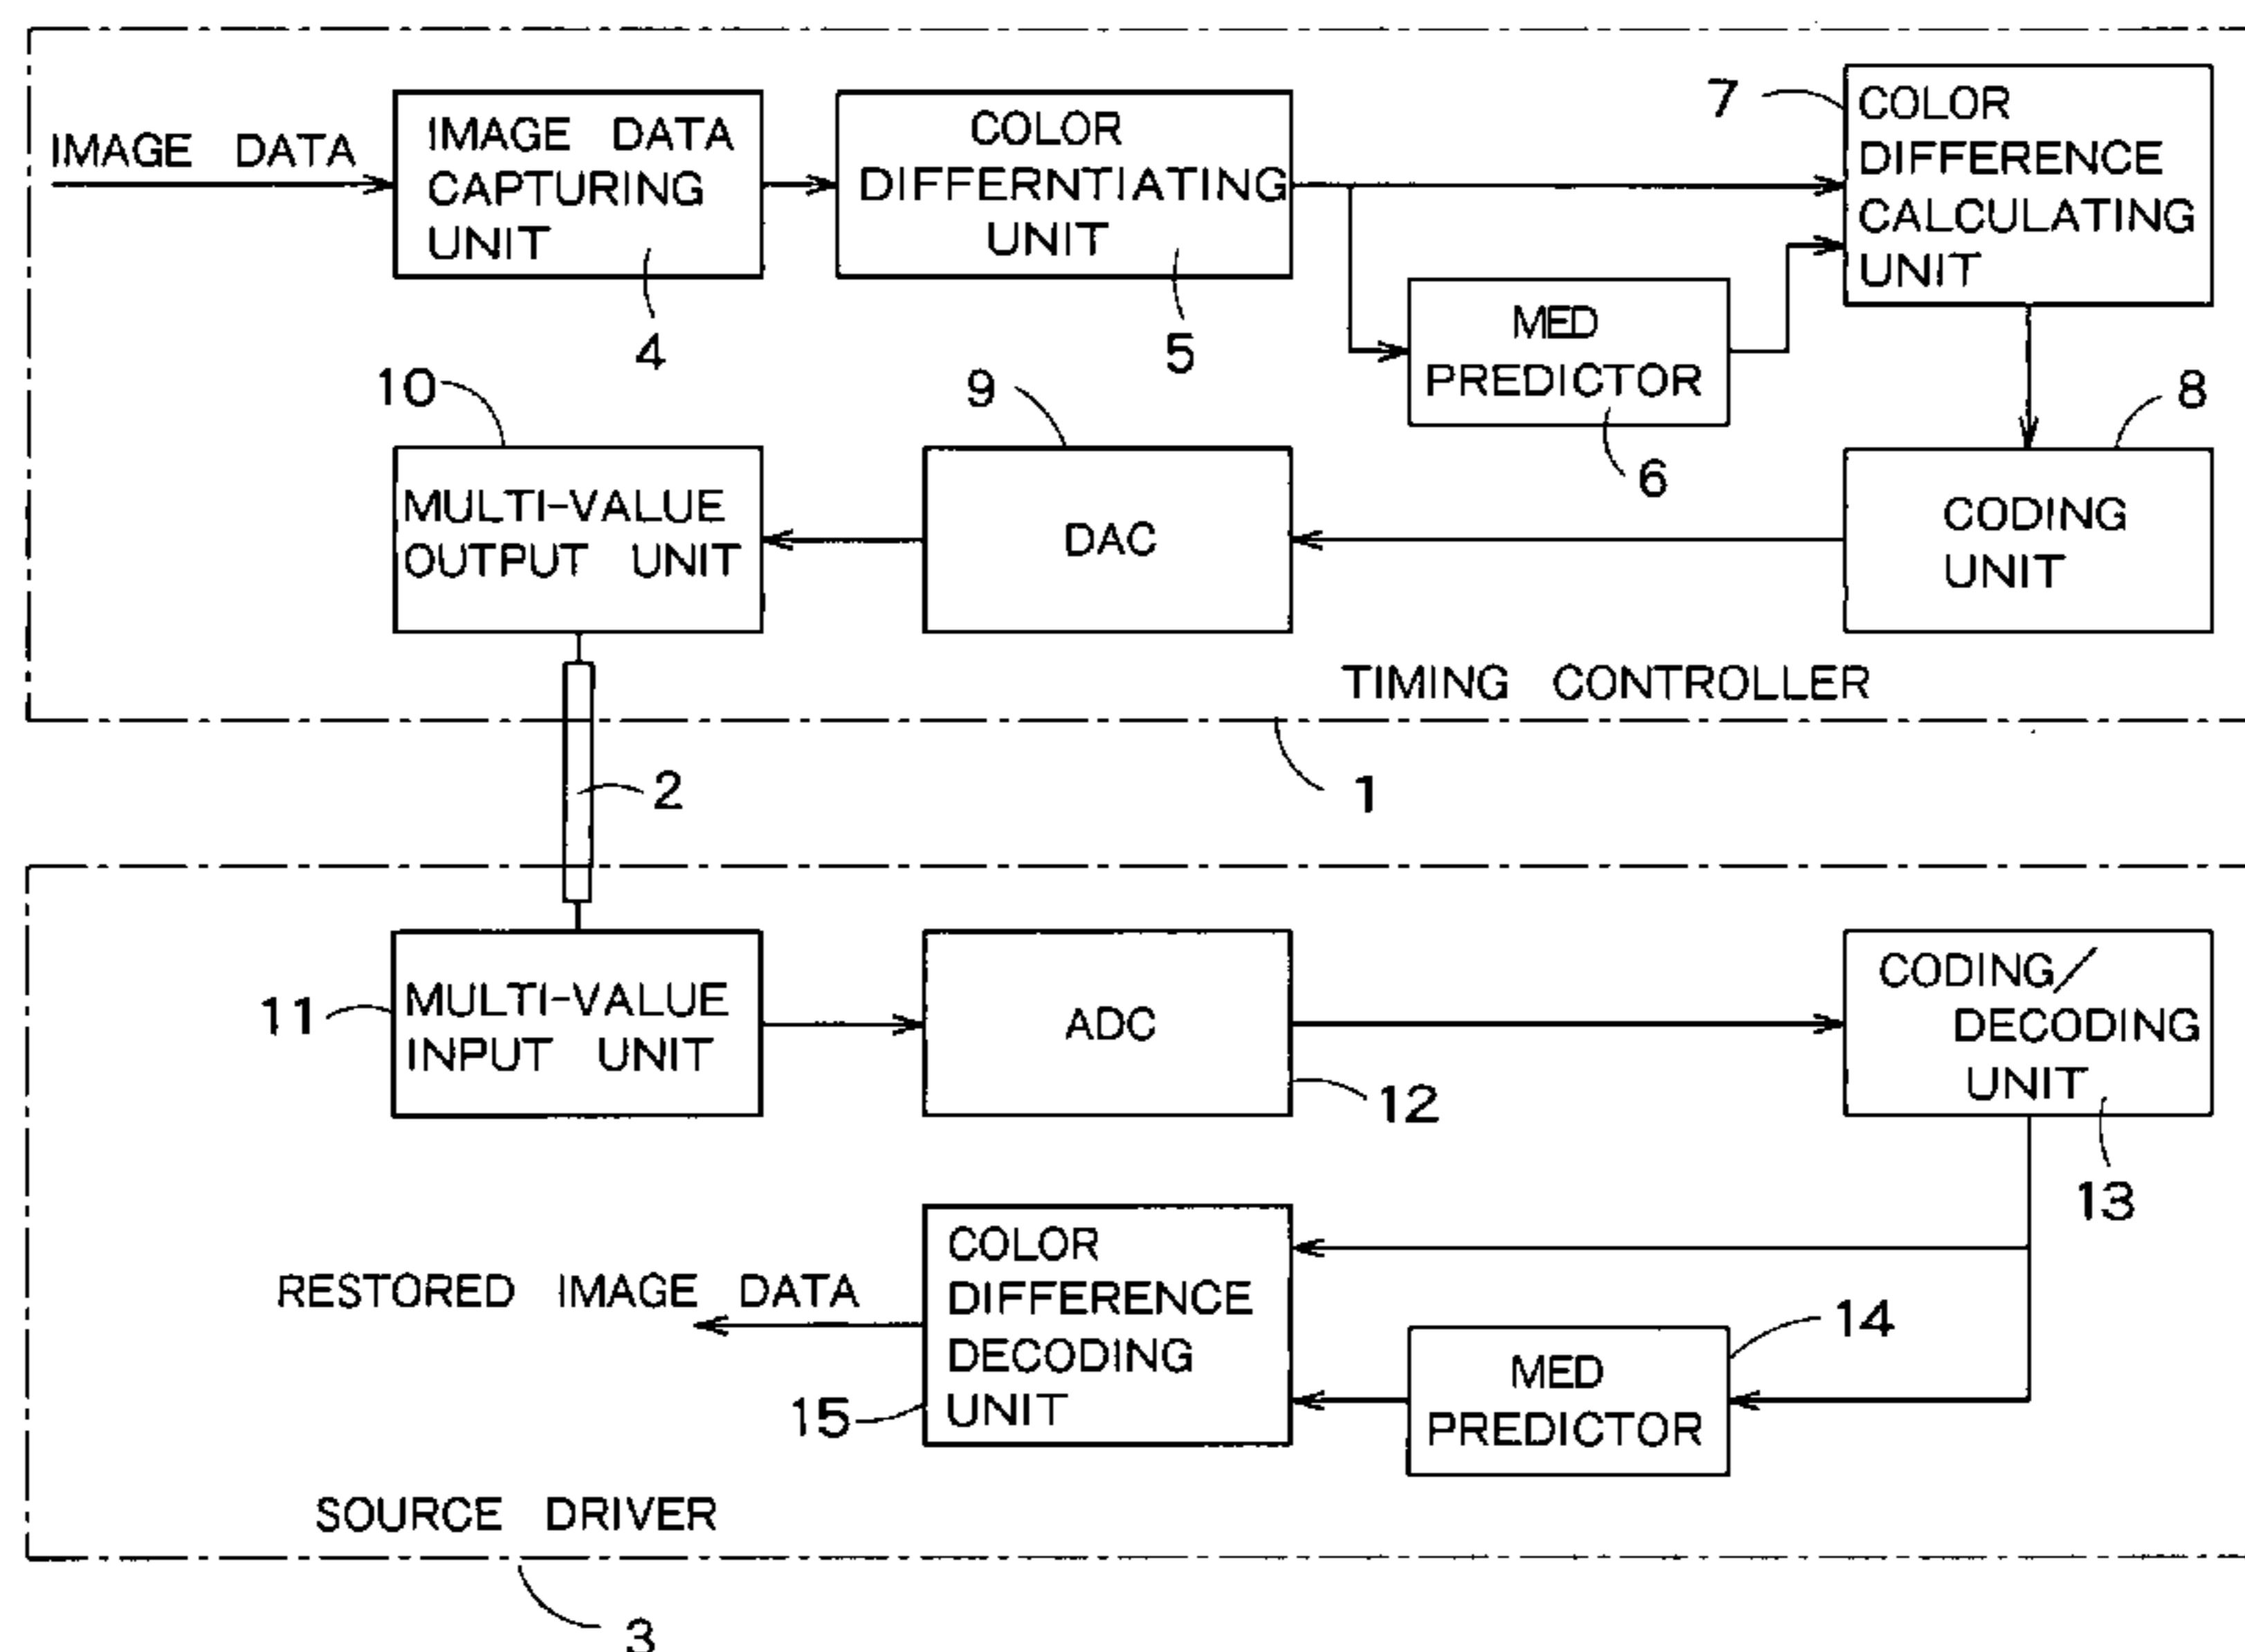 IMAGE DATA
IMAGE DATA
CAPTURING
UNIT
4
COLOR
DIFFERNTIATING
UNIT
5
7
COLOR
DIFFERENCE
CALCULATING
UNIT
MED
PREDICTOR
6
10
MULTI-VALUE
OUTPUT UNIT
9
DAC
8
CODING
UNIT
TIMING CONTROLLER
1
2
11
MULTI-VALUE
INPUT UNIT
ADC
12
CODING/
DECODING
UNIT
13
RESTORED IMAGE DATA
COLOR
DIFFERENCE
DECODING
UNIT
15
14
MED
PREDICTOR
SOURCE DRIVER
3